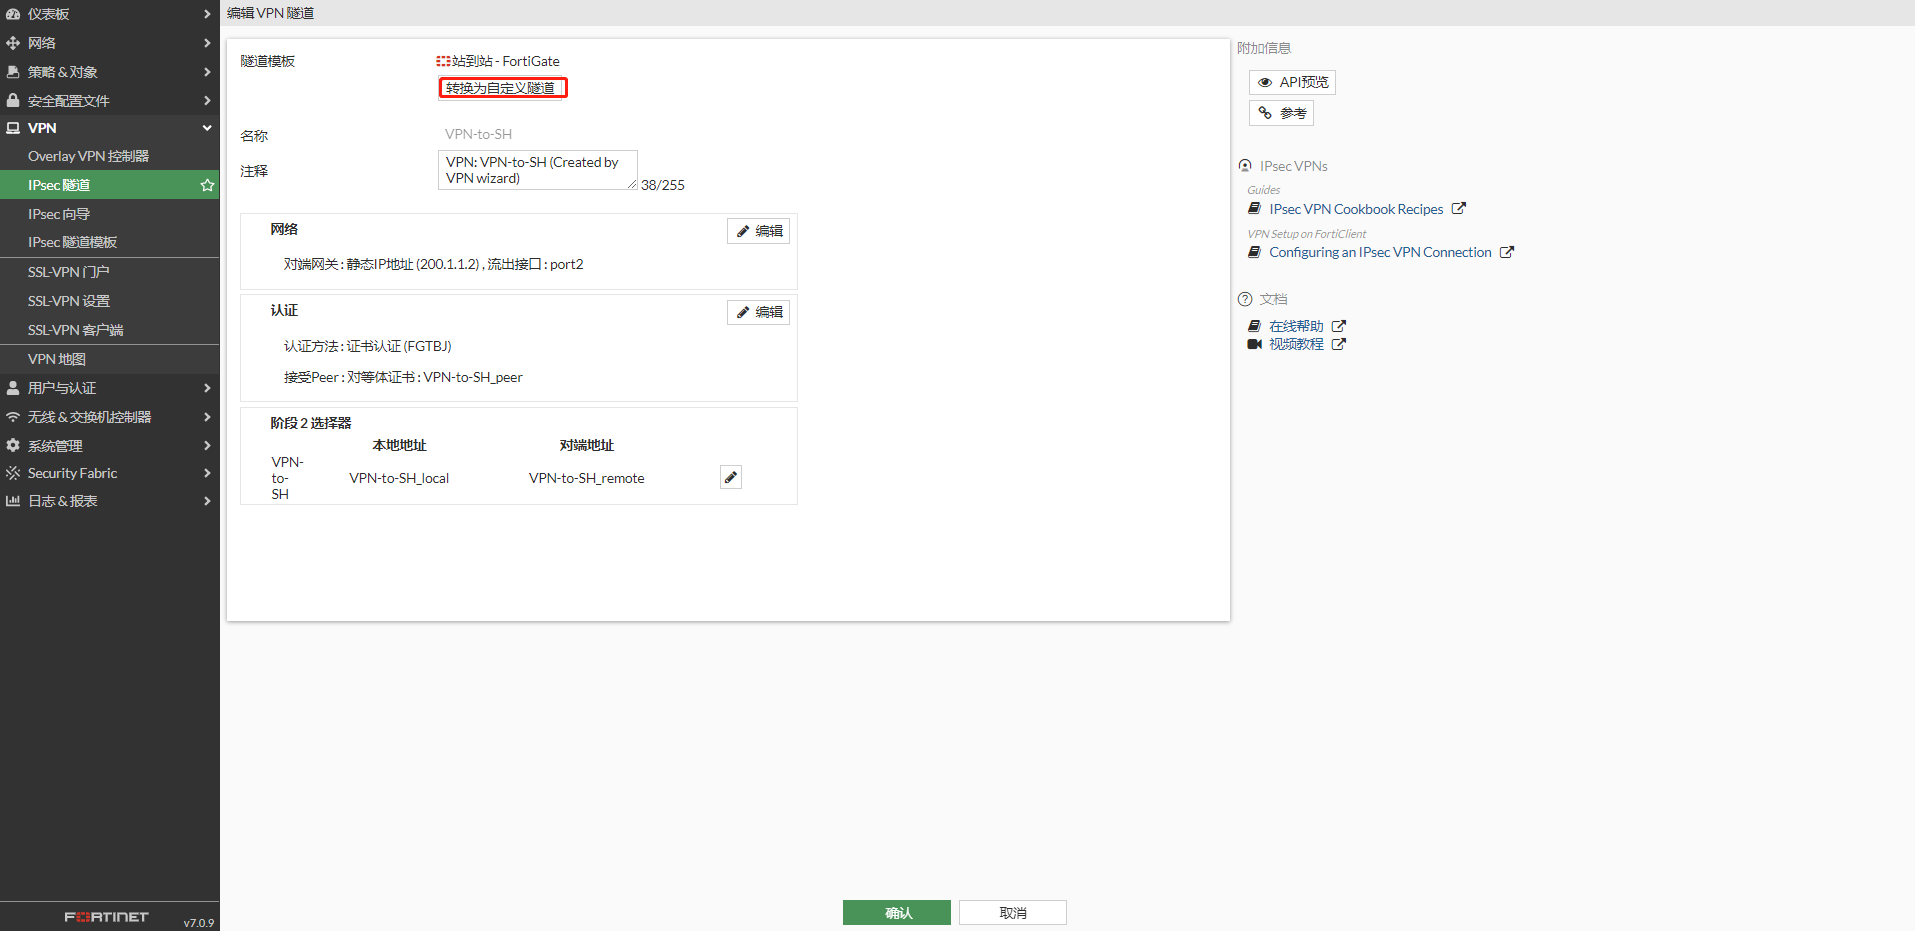 仪表板
网络
策略 & 对象
安全配置文件
VPN
Overlay VPN 控制器
IPsec 隧道
IPsec 向导
IPsec 隧道模板
SSL-VPN 门户
SSL-VPN 设置
SSL-VPN 客户端
VPN 地图
用户与认证
无线 & 交换机控制器
系统管理
Security Fabric
日志 & 报表
FORTINET
v7.0.9
编辑 VPN 隧道
隧道模板
站到站 - FortiGate
转换为自定义隧道
名称
VPN-to-SH
注释
VPN: VPN-to-SH (Created by
VPN wizard)
38/255
网络
编辑
对端网关 : 静态IP地址 (200.1.1.2) , 流出接口 : port2
认证
编辑
认证方法 : 证书认证 (FGTBJ)
接受Peer : 对等体证书 : VPN-to-SH_peer
阶段 2 选择器
本地地址
对端地址
VPN-
to-
SH
VPN-to-SH_local
VPN-to-SH_remote
确认
取消
附加信息
API预览
参考
IPsec VPNs
Guides
IPsec VPN Cookbook Recipes
VPN Setup on FortiClient
Configuring an IPsec VPN Connection
文档
在线帮助
视频教程